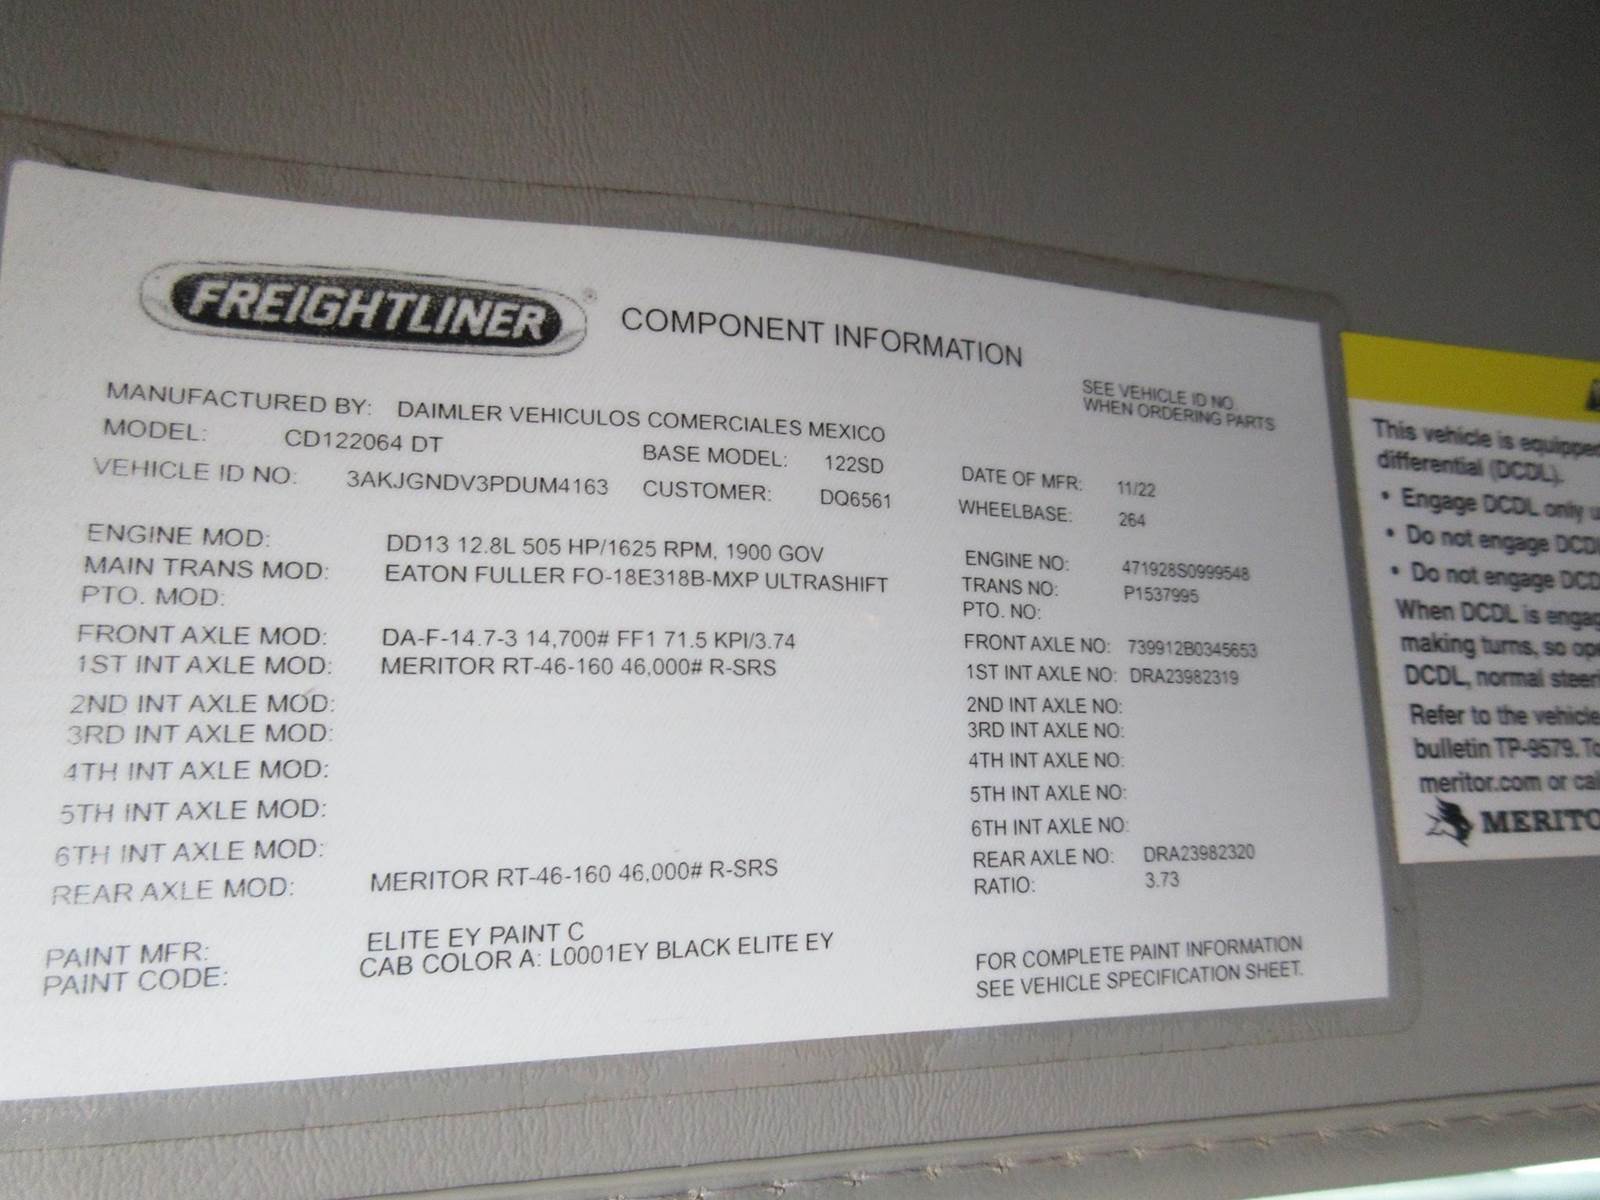 FREIGHTLINER® COMPONENT INFORMATION
SEE VEHICLE ID NO.
WHEN ORDERING PARTS
MANUFACTURED BY: DAIMLER VEHICULOS COMERCIALES MEXICO
MODEL: CD122064 DT BASE MODEL: 122SD DATE OF MFR: 11/22
VEHICLE ID NO: 3AKJGNDV3PDUM4163 CUSTOMER: DQ6561 WHEELBASE: 264
ENGINE MOD: DD13 12.8L 505 HP/1625 RPM, 1900 GOV ENGINE NO: 471928S0999548
MAIN TRANS MOD: EATON FULLER FO-18E318B-MXP ULTRASHIFT TRANS NO: P1537995
PTO. MOD: PTO. NO:
FRONT AXLE MOD: DA-F-14.7-3 14,700# FF1 71.5 KPI/3.74 FRONT AXLE NO: 739912B0345653
1ST INT AXLE MOD: MERITOR RT-46-160 46,000# R-SRS 1ST INT AXLE NO: DRA23982319
2ND INT AXLE MOD: 2ND INT AXLE NO:
3RD INT AXLE MOD: 3RD INT AXLE NO:
4TH INT AXLE MOD: 4TH INT AXLE NO:
5TH INT AXLE MOD: 5TH INT AXLE NO:
6TH INT AXLE MOD: 6TH INT AXLE NO:
REAR AXLE MOD: MERITOR RT-46-160 46,000# R-SRS REAR AXLE NO: DRA23982320
RATIO: 3.73
PAINT MFR: ELITE EY PAINT C
PAINT CODE: CAB COLOR A: L0001EY BLACK ELITE EY
FOR COMPLETE PAINT INFORMATION
SEE VEHICLE SPECIFICATION SHEET.
This vehicle is
differential (DCDL).
• Engage DCDL only
• Do not engage
• Do not engage
When DCDL is
making turns, so
DCDL, normal
Refer to the
bulletin TP-9579.
meritor.com or